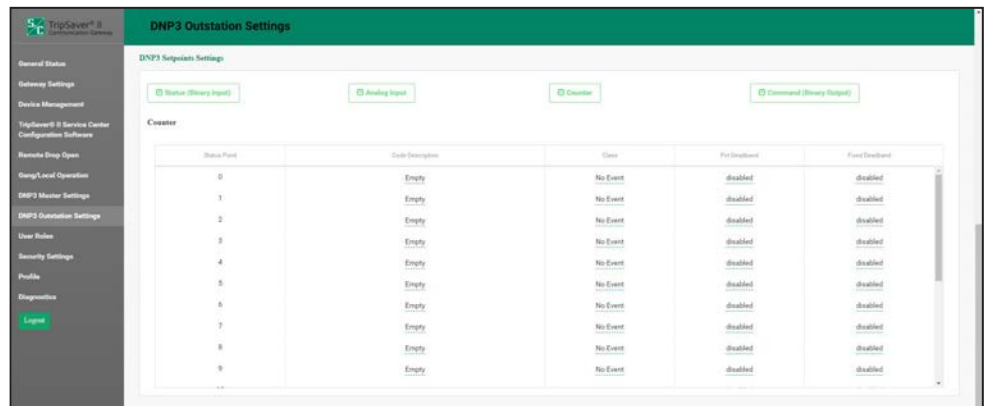 TripSaver® II
Communication Gateway
DNP3 Outstation Settings
General Status
Gateway Settings
Device Management
TripSaver® II Service Center
Configuration Software
Remote Drop Open
Gang/Local Operation
DNP3 Master Settings
DNP3 Outstation Settings
User Roles
Security Settings
Profile
Diagnostics
Logout
DNP3 Setpoints Settings
Status (Binary Input) Analog Input Counter Command (Binary Output)
Counter
Status Point Code Description Class Pct Deadband Fixed Deadband
0 Empty No Event disabled disabled
1 Empty No Event disabled disabled
2 Empty No Event disabled disabled
3 Empty No Event disabled disabled
4 Empty No Event disabled disabled
5 Empty No Event disabled disabled
6 Empty No Event disabled disabled
7 Empty No Event disabled disabled
8 Empty No Event disabled disabled
9 Empty No Event disabled disabled